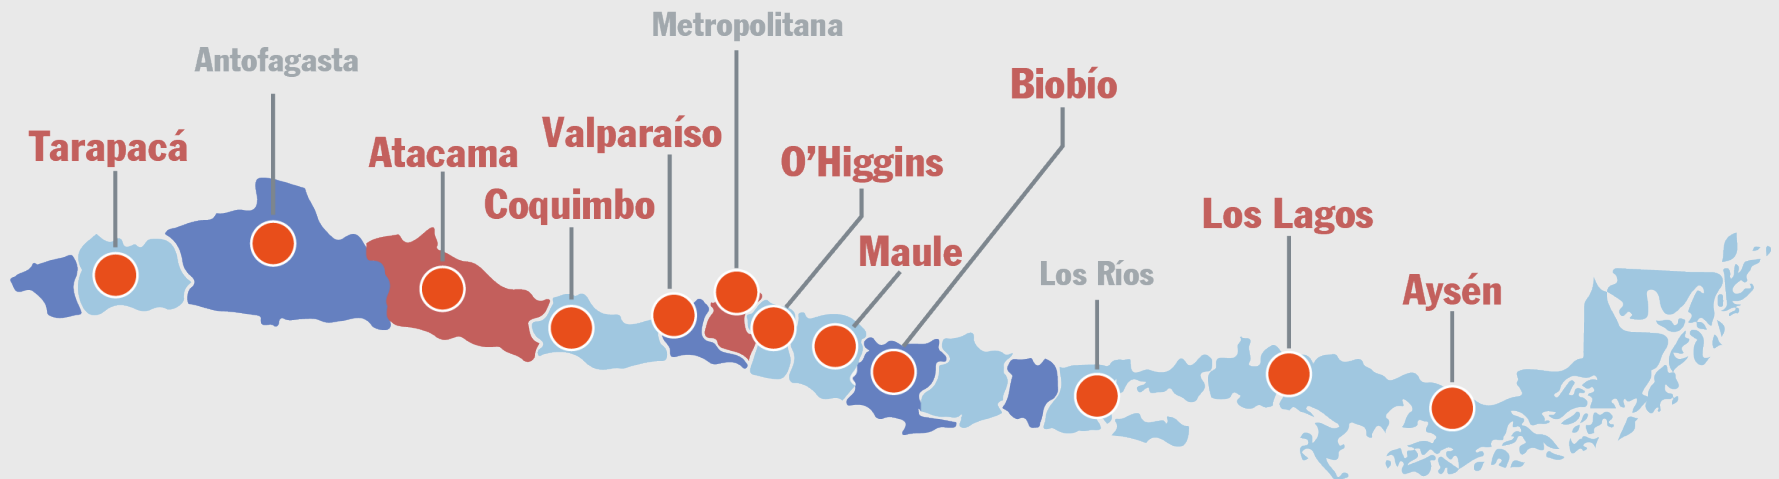 Metropolitana
Antofagasta
Biobío
Valparaíso
Tarapacá
Atacama
O’Higgins
Coquimbo
Los Lagos
Maule
Los Ríos
Aysén